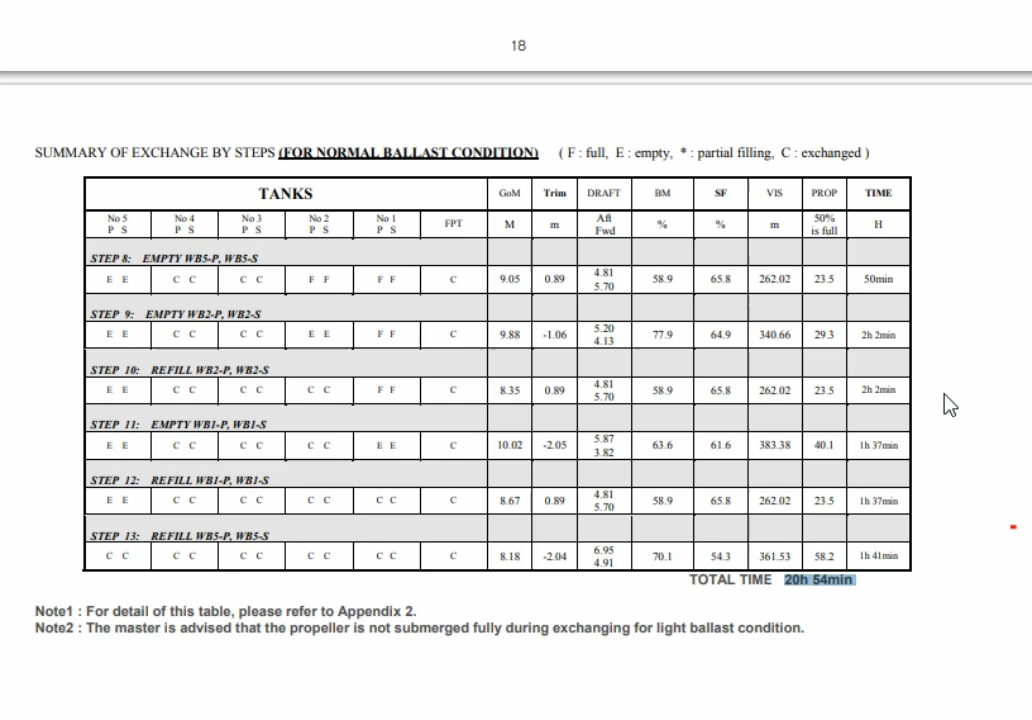 18
SUMMARY OF EXCHANGE BY STEPS (FOR NORMAL BALLAST CONDITION) ( F : full, E : empty, * : partial filling, C : exchanged )
TANKS GoM Trim DRAFT BM SF VIS PROP TIME
No 5 No 4 No 3 No 2 No 1 FPT M m Aft % % m 50% H
P S P S P S P S P S Fwd is full
STEP 8: EMPTY WB5-P, WB5-S
E E C C C C F F F F C 9.05 0.89 4.81 58.9 65.8 262.02 23.5 50min
5.70
STEP 9: EMPTY WB2-P, WB2-S
E E C C C C E E F F C 9.88 -1.06 5.20 77.9 64.9 340.66 29.3 2h 2min
4.13
STEP 10: REFILL WB2-P, WB2-S
E E C C C C C C F F C 8.35 0.89 4.81 58.9 65.8 262.02 23.5 2h 2min
5.70
STEP 11: EMPTY WB1-P, WB1-S
E E C C C C C C E E C 10.02 -2.05 5.87 63.6 61.6 383.38 40.1 1h 37min
3.82
STEP 12: REFILL WB1-P, WB1-S
E E C C C C C C C C C 8.67 0.89 4.81 58.9 65.8 262.02 23.5 1h 37min
5.70
STEP 13: REFILL WB5-P, WB5-S
C C C C C C C C C C C 8.18 -2.04 6.95 70.1 54.3 361.53 58.2 1h 41min
4.91
TOTAL TIME 20h 54min
Note1 : For detail of this table, please refer to Appendix 2.
Note2 : The master is advised that the propeller is not submerged fully during exchanging for light ballast condition.